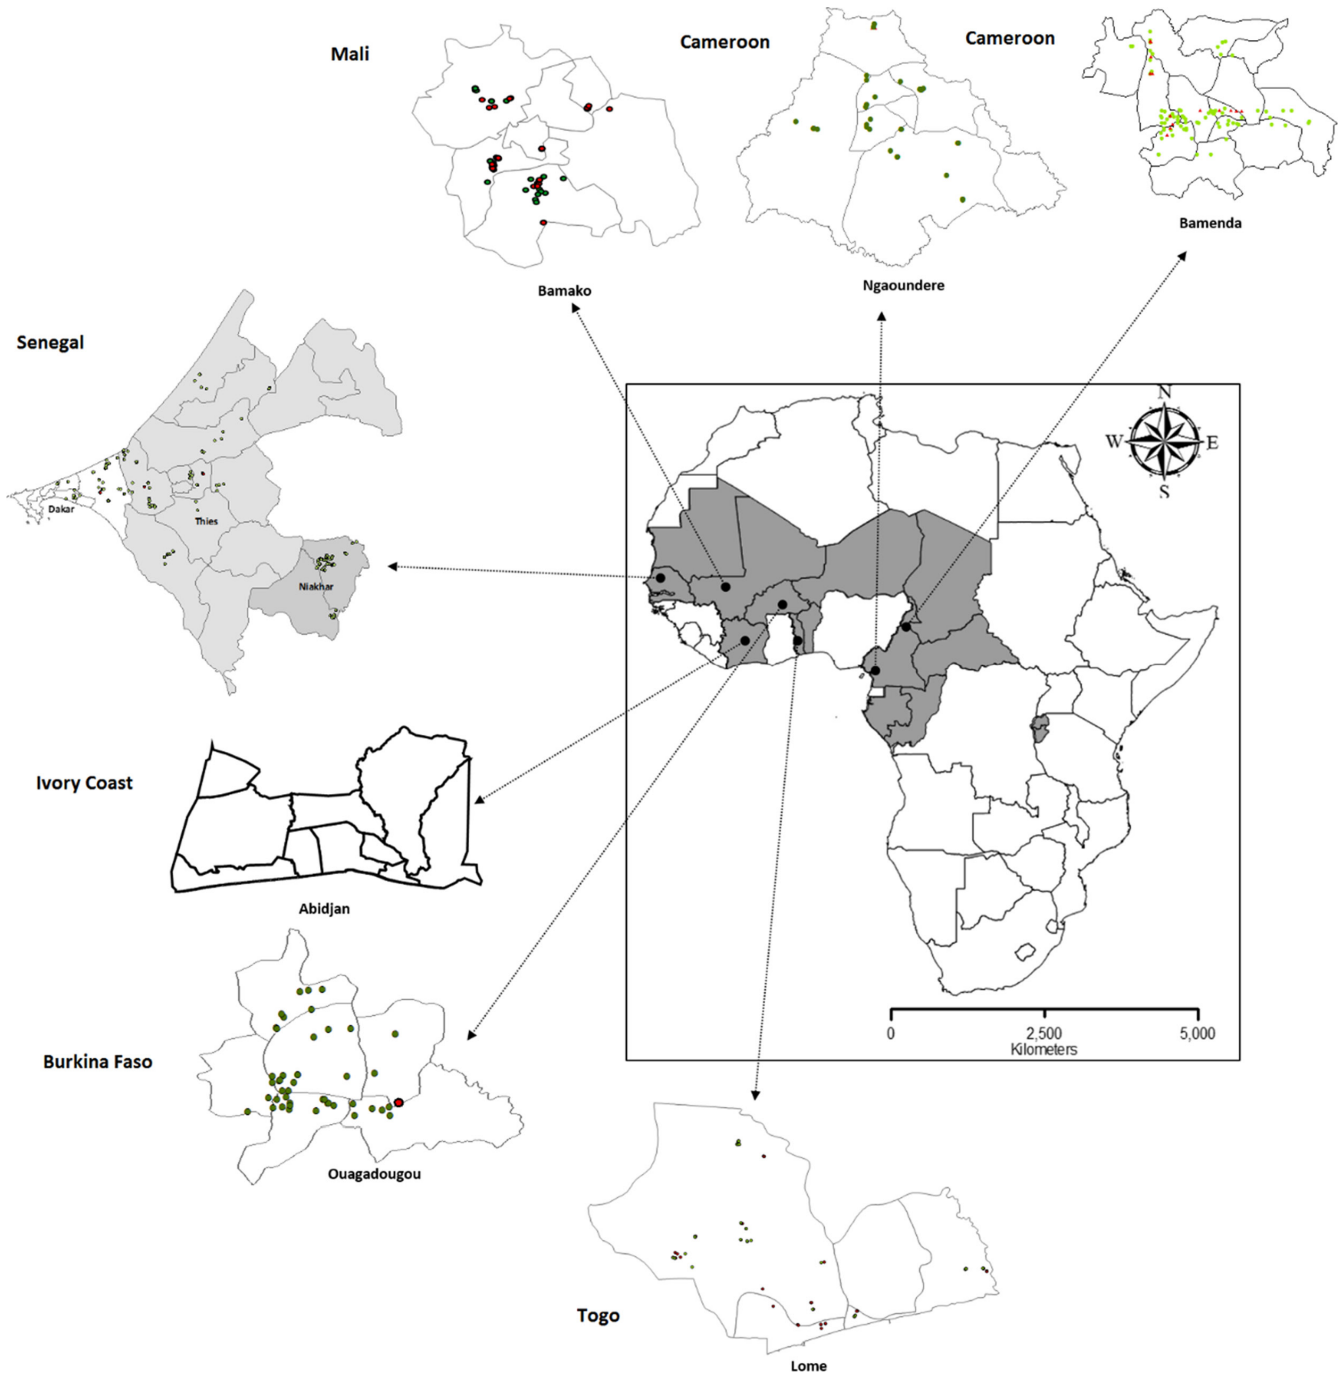 Mali
Cameroon
Cameroon
Bamenda
Bamako
Ngaoundere
Senegal
Dakar
Thies
Niakhar
N
W
E
S
Ivory Coast
Abidjan
0
2,500
5,000
Kilometers
Burkina Faso
Ouagadougou
Togo
Lome